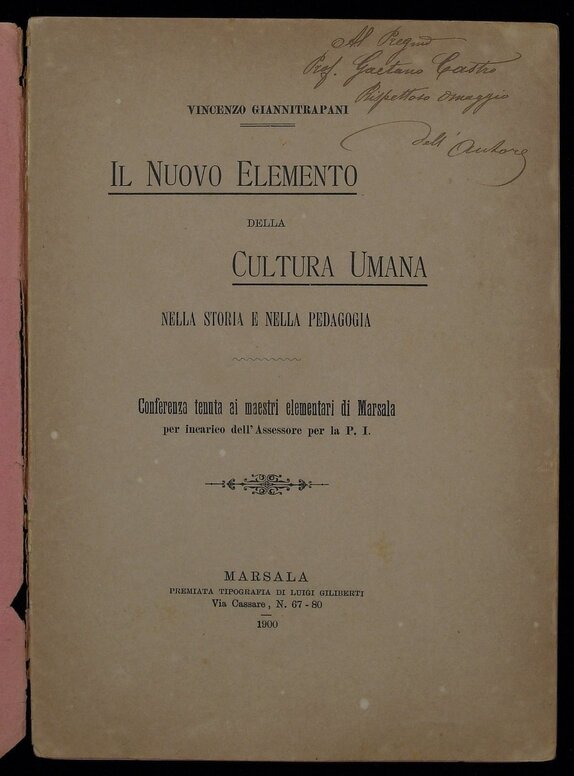 Al Pregmo
Prof. Gaetano Castro
Rispettoso omaggio
dell' Autore
VINCENZO GIANNITRAPANI
IL NUOVO ELEMENTO
DELLA
CULTURA UMANA
NELLA STORIA E NELLA PEDAGOGIA
Conferenza tenuta ai maestri elementari di Marsala
per incarico dell' Assessore per la P. I.
MARSALA
PREMIATA TIPOGRAFIA DI LUIGI GILIBERTI
Via Cassare, N. 67-80
1900